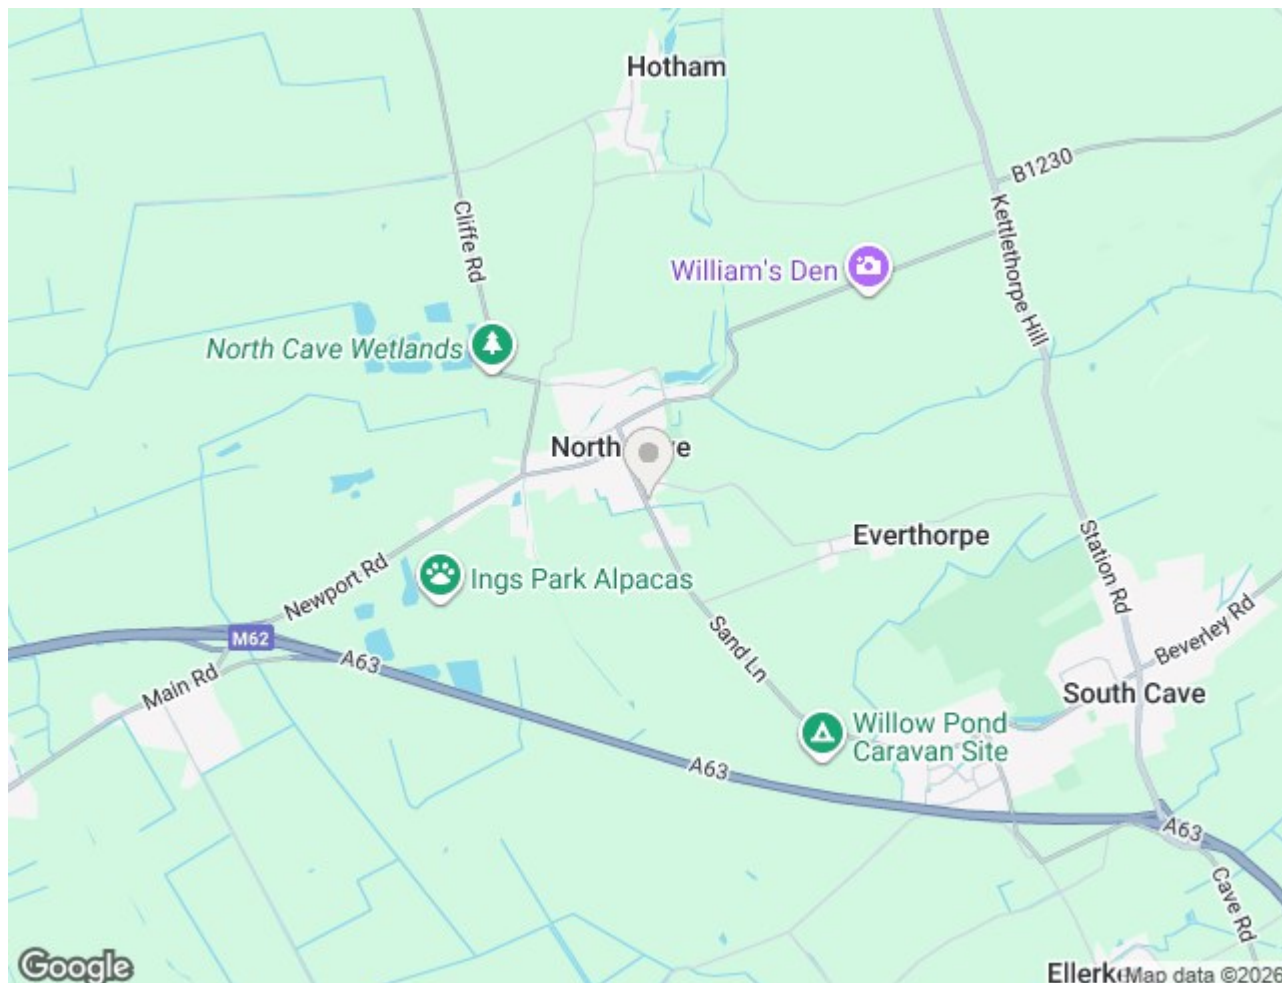 Hotham
B1230
Cliffe Rd
Kettlethorpe Hill
William's Den
North Cave Wetlands
North
Everthorpe
Station Rd
Ings Park Alpacas
Newport Rd
Beverley Rd
M62
A63
Sand Ln
Main Rd
South Cave
Willow Pond
Caravan Site
A63
A63
Cave Rd
Google
Map data ©2026